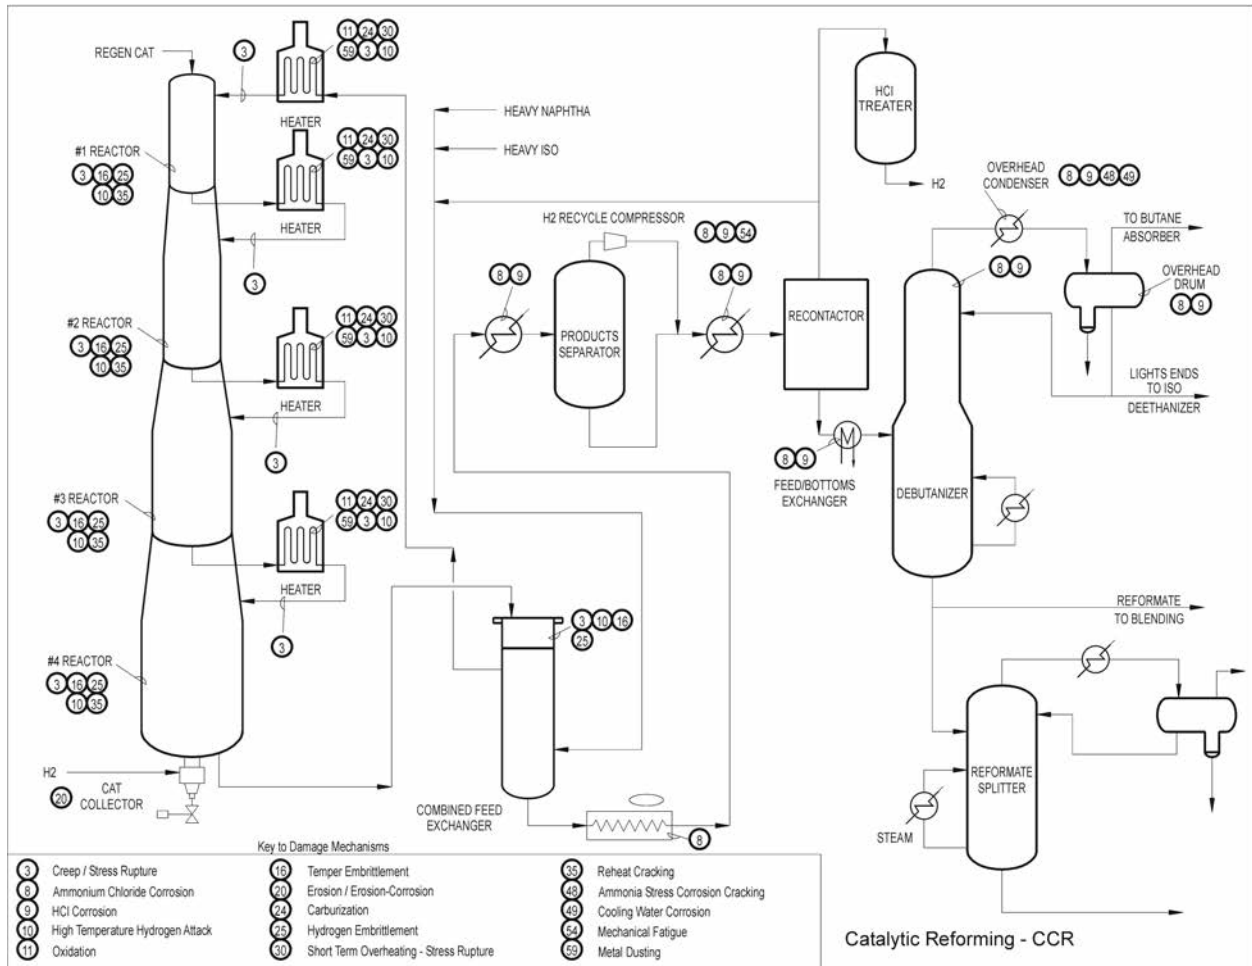 REGEN CAT
3
11 24 30
59 3 10
HEATER
#1 REACTOR
3 16 25
10 35
11 24 30
59 3 10
HEATER
3
#2 REACTOR
3 16 25
10 35
11 24 30
59 3 10
HEATER
3
#3 REACTOR
3 16 25
10 35
11 24 30
59 3 10
HEATER
3
#4 REACTOR
3 16 25
10 35
H2
20
CAT
COLLECTOR
HEAVY NAPHTHA
HEAVY ISO
HCl
TREATER
H2
H2 RECYCLE COMPRESSOR
8 9 54
8 9
8 9
PRODUCTS
SEPARATOR
RECONTACTOR
8 9
FEED/BOTTOMS
EXCHANGER
OVERHEAD
CONDENSER
8 9 48 49
8 9
TO BUTANE
ABSORBER
OVERHEAD
DRUM
8 9
LIGHTS ENDS
TO ISO
DEETHANIZER
DEBUTANIZER
REFORMATE
TO BLENDING
3 10 16
25
COMBINED FEED
EXCHANGER
8
REFORMATE
SPLITTER
STEAM
Key to Damage Mechanisms
3 Creep / Stress Rupture
8 Ammonium Chloride Corrosion
9 HCl Corrosion
10 High Temperature Hydrogen Attack
11 Oxidation
16 Temper Embrittlement
20 Erosion / Erosion-Corrosion
24 Carburization
25 Hydrogen Embrittlement
30 Short Term Overheating - Stress Rupture
35 Reheat Cracking
48 Ammonia Stress Corrosion Cracking
49 Cooling Water Corrosion
54 Mechanical Fatigue
59 Metal Dusting
Catalytic Reforming - CCR